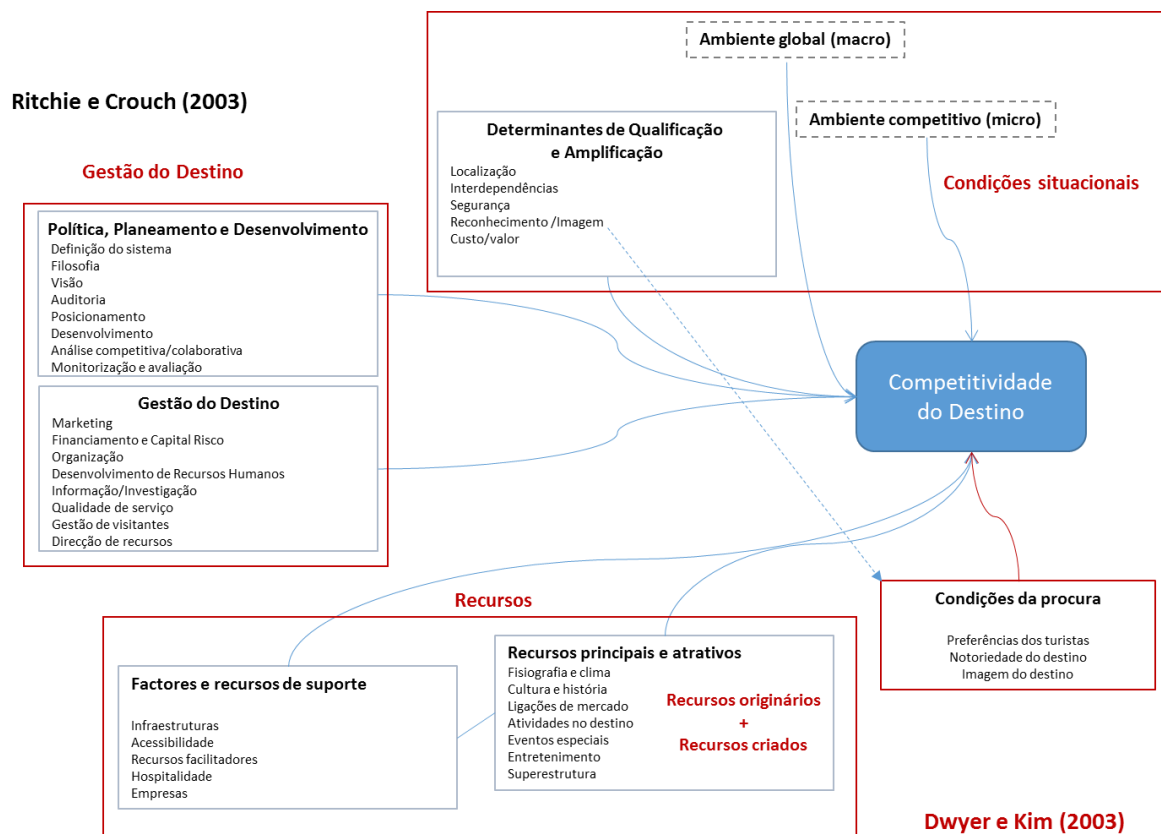 Ritchie e Crouch (2003)
Ambiente global (macro)
Ambiente competitivo (micro)
Condições situacionais
Determinantes de Qualificação
e Amplificação
Localização
Interdependências
Segurança
Reconhecimento /Imagem
Custo/valor
Gestão do Destino
Política, Planeamento e Desenvolvimento
Definição do sistema
Filosofia
Visão
Auditoria
Posicionamento
Desenvolvimento
Análise competitiva/colaborativa
Monitorização e avaliação
Gestão do Destino
Marketing
Financiamento e Capital Risco
Organização
Desenvolvimento de Recursos Humanos
Informação/Investigação
Qualidade de serviço
Gestão de visitantes
Direcção de recursos
Competitividade
do Destino
Recursos
Factores e recursos de suporte
Infraestruturas
Acessibilidade
Recursos facilitadores
Hospitalidade
Empresas
Recursos principais e atrativos
Fisiografia e clima
Cultura e história
Ligações de mercado
Atividades no destino
Eventos especiais
Entretenimento
Superestrutura
Recursos originários
+
Recursos criados
Condições da procura
Preferências dos turistas
Notoriedade do destino
Imagem do destino
Dwyer e Kim (2003)